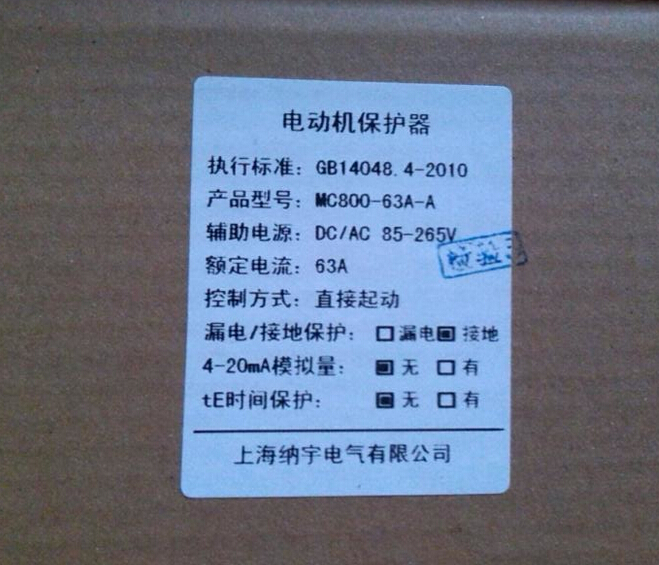 电动机保护器
执行标准：GB14048.4-2010
产品型号：MC800-63A-A
辅助电源：DC/AC 85-265V
额定电流：63A
控制方式：直接起动
漏电/接地保护：□漏电▣接地
4-20mA模拟量：▣无 □有
tE时间保护：▣无 □有
上海纳宇电气有限公司